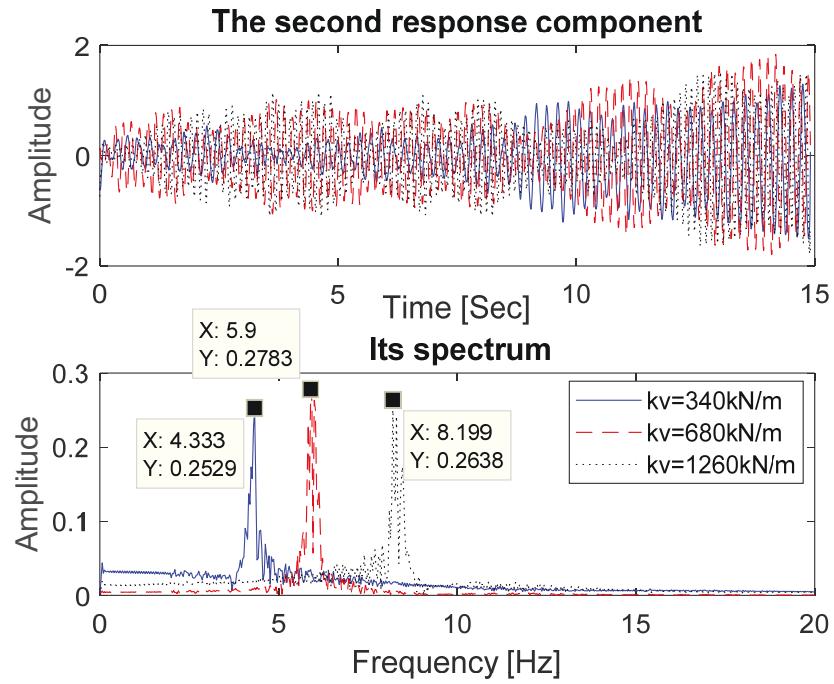 The second response component
2
0
-2
Amplitude
0
5
10
15
Time [Sec]
Its spectrum
X: 5.9
Y: 0.2783
X: 4.333
Y: 0.2529
X: 8.199
Y: 0.2638
kv=340kN/m
kv=680kN/m
kv=1260kN/m
0.3
0.2
0.1
0
Amplitude
0
5
10
15
20
Frequency [Hz]